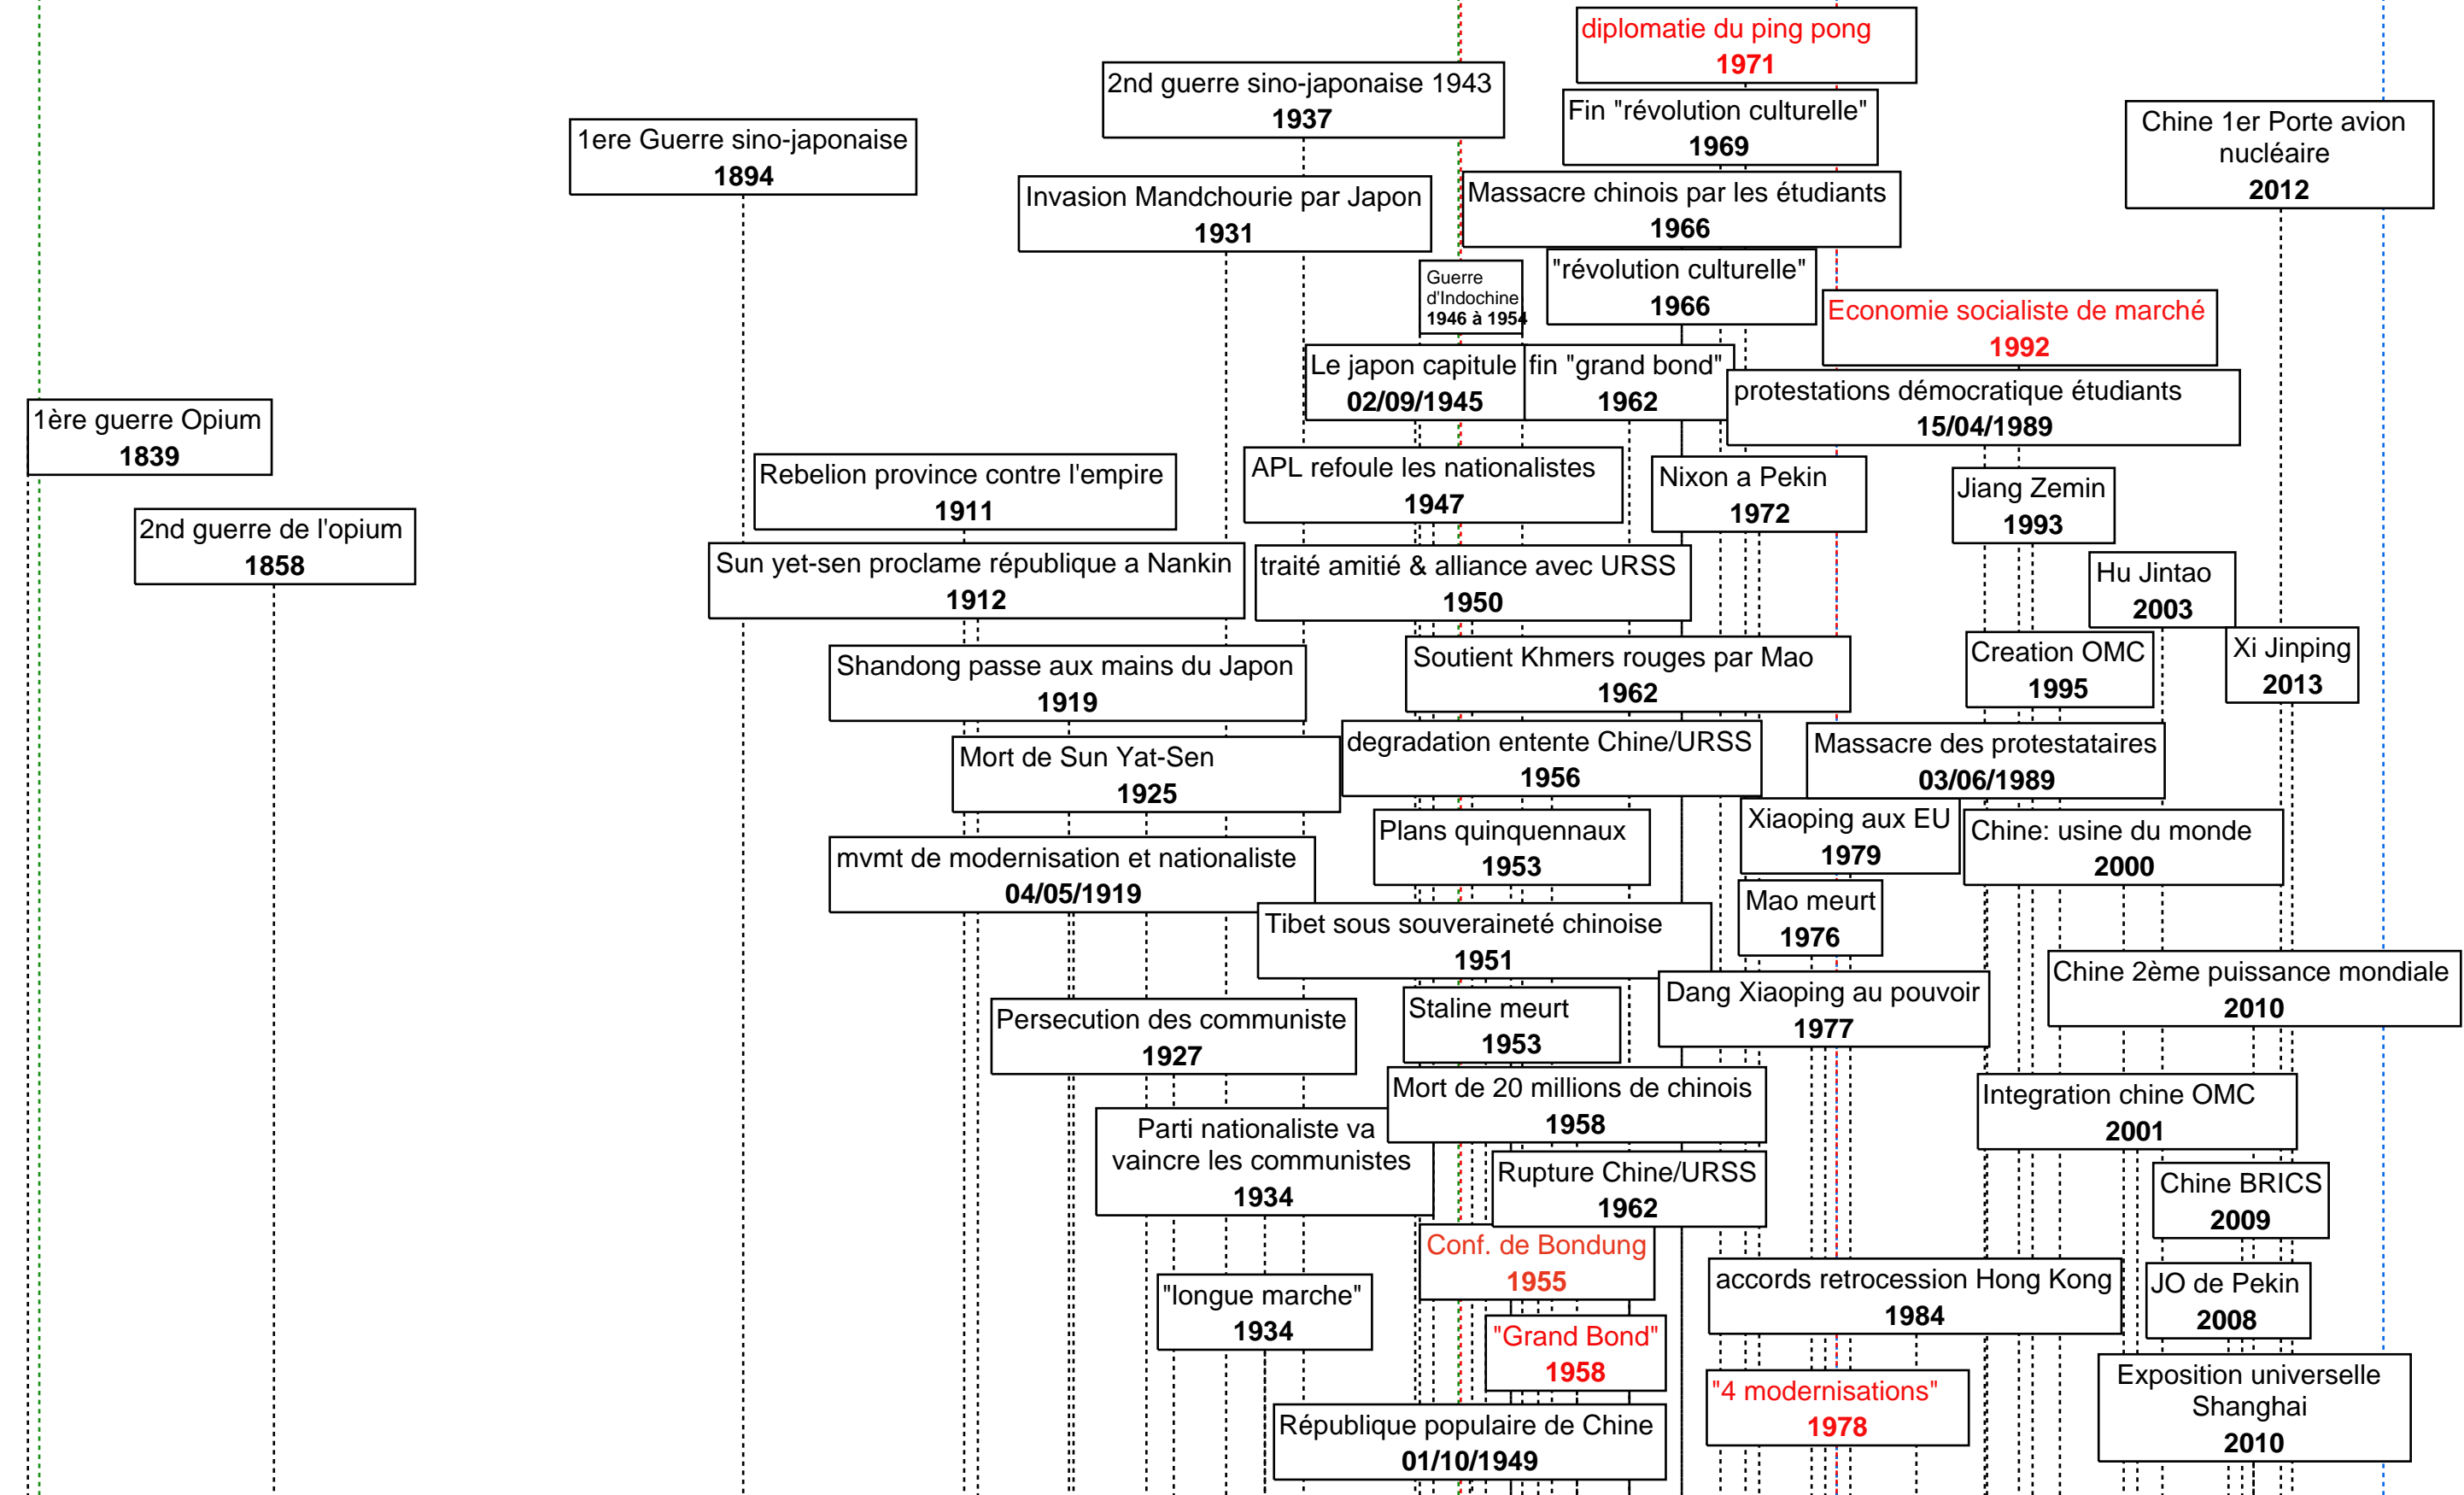 diplomatie du ping pong
1971
2nd guerre sino-japonaise 1943
1937
Fin "révolution culturelle"
1969
Chine 1er Porte avion
nucléaire
2012
1ere Guerre sino-japonaise
1894
Invasion Mandchourie par Japon
1931
Massacre chinois par les étudiants
1966
Guerre
d'Indochine
1946 à 1954
"révolution culturelle"
1966
Economie socialiste de marché
1992
Le japon capitule
02/09/1945
fin "grand bond"
1962
protestations démocratique étudiants
15/04/1989
1ère guerre Opium
1839
Rebelion province contre l'empire
1911
APL refoule les nationalistes
1947
Nixon a Pekin
1972
Jiang Zemin
1993
2nd guerre de l'opium
1858
Sun yet-sen proclame république a Nankin
1912
traité amitié & alliance avec URSS
1950
Hu Jintao
2003
Shandong passe aux mains du Japon
1919
Soutient Khmers rouges par Mao
1962
Creation OMC
1995
Xi Jinping
2013
Mort de Sun Yat-Sen
1925
degradation entente Chine/URSS
1956
Massacre des protestataires
03/06/1989
Plans quinquennaux
1953
Xiaoping aux EU
1979
Chine: usine du monde
2000
mvmt de modernisation et nationaliste
04/05/1919
Mao meurt
1976
Tibet sous souveraineté chinoise
1951
Chine 2ème puissance mondiale
2010
Dang Xiaoping au pouvoir
1977
Persecution des communiste
1927
Staline meurt
1953
Mort de 20 millions de chinois
1958
Integration chine OMC
2001
Parti nationaliste va
vaincre les communistes
1934
Rupture Chine/URSS
1962
Chine BRICS
2009
Conf. de Bondung
1955
accords retrocession Hong Kong
1984
JO de Pekin
2008
"longue marche"
1934
"Grand Bond"
1958
Exposition universelle
Shanghai
2010
"4 modernisations"
1978
République populaire de Chine
01/10/1949